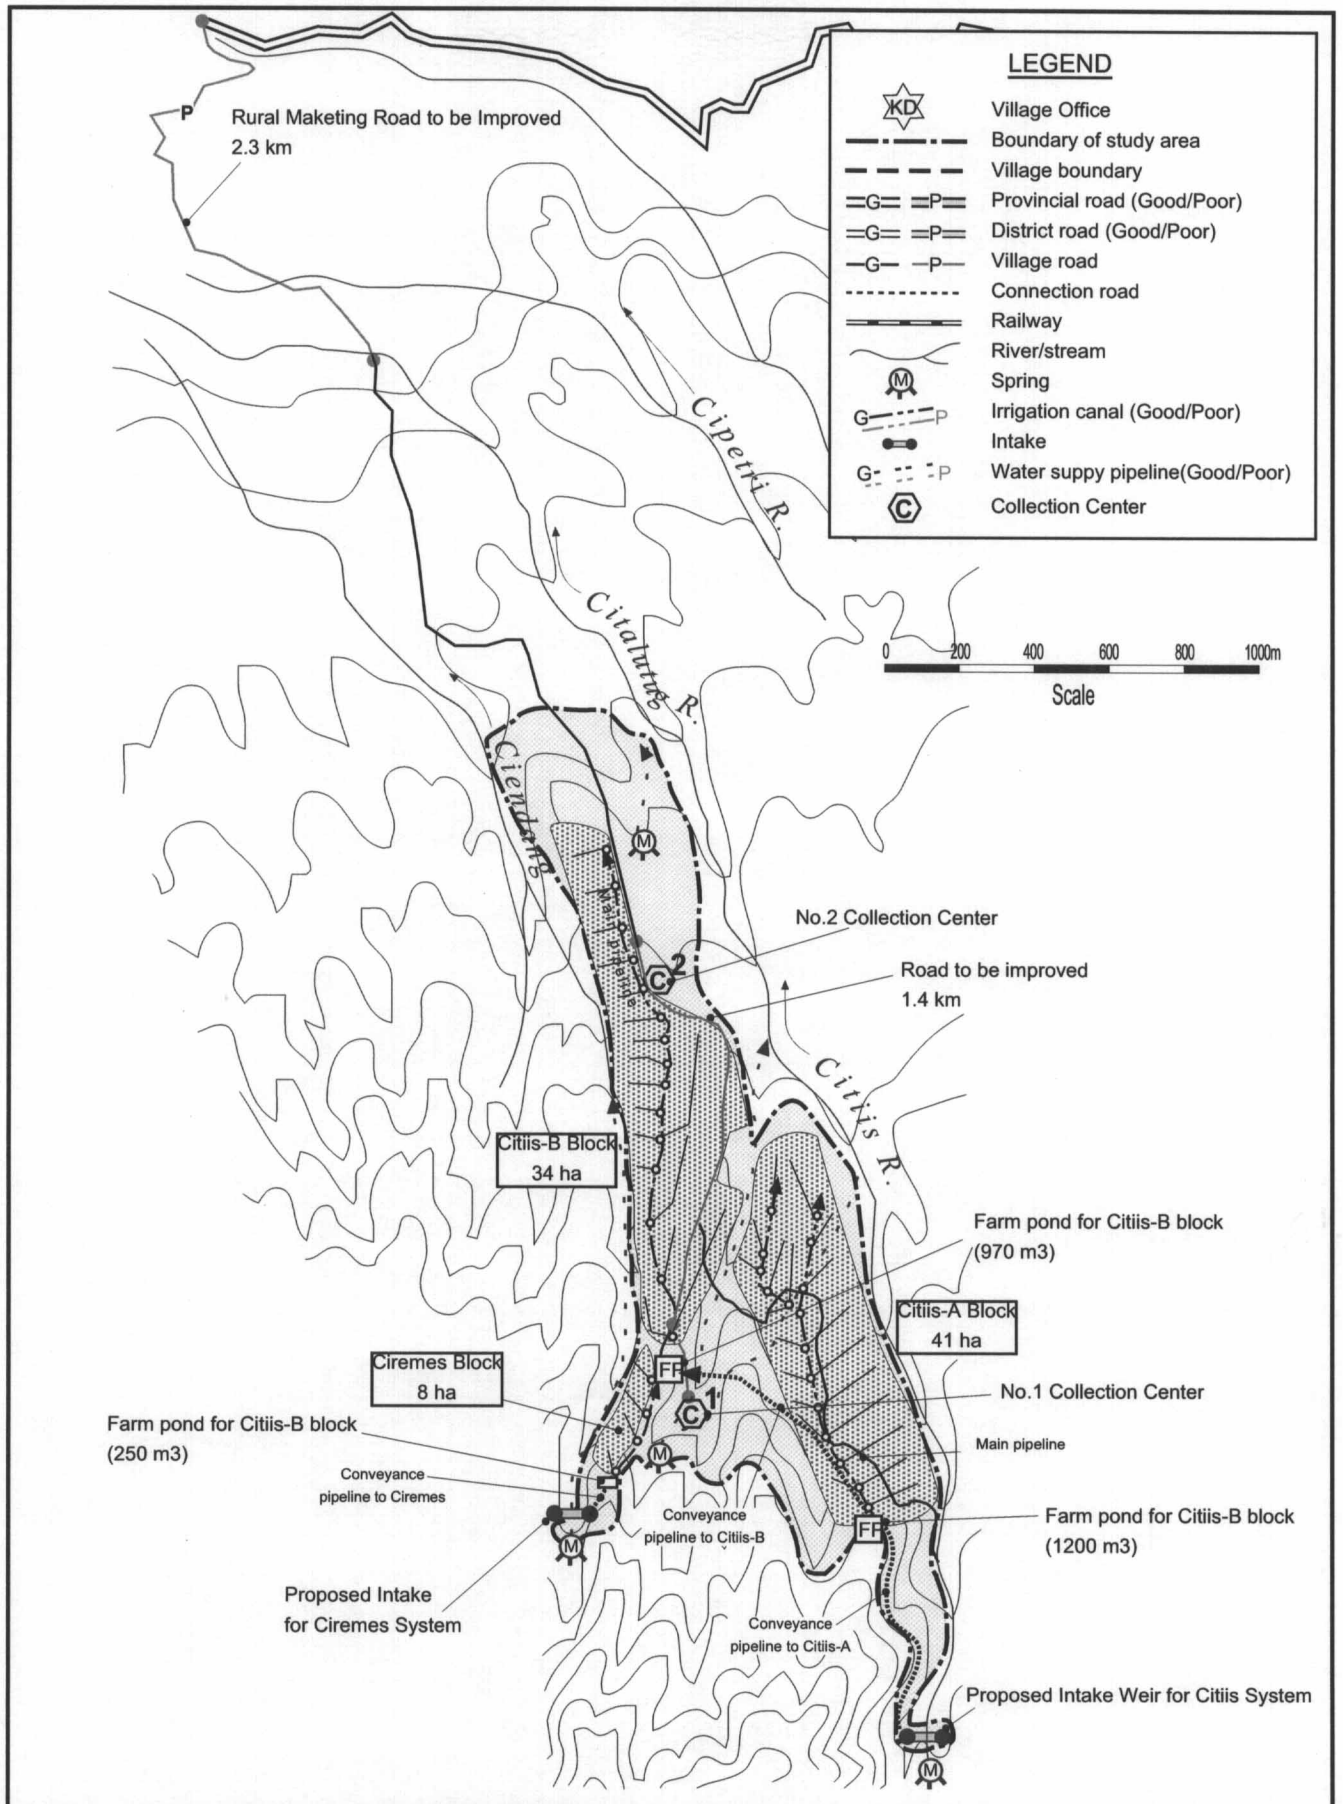 LEGEND
KD Village Office
Boundary of study area
Village boundary
G P Provincial road (Good/Poor)
G P District road (Good/Poor)
G P Village road
Connection road
Railway
River/stream
M Spring
G P Irrigation canal (Good/Poor)
Intake
G P Water suppy pipeline(Good/Poor)
C Collection Center
P
Rural Maketing Road to be Improved
2.3 km
Cipetri R.
Citalutug R.
0 200 400 600 800 1000m
Scale
Ciendang
M
Main pipeline
No.2 Collection Center
C 2
Road to be improved
1.4 km
Citiis R.
Citiis-B Block
34 ha
Farm pond for Citiis-B block
(970 m3)
Citiis-A Block
41 ha
Ciremes Block
8 ha
FP
C 1
No.1 Collection Center
Farm pond for Citiis-B block
(250 m3)
M
Main pipeline
Conveyance
pipeline to Ciremes
Conveyance
pipeline to Citiis-B
FP
Farm pond for Citiis-B block
(1200 m3)
M
Proposed Intake
for Ciremes System
Conveyance
pipeline to Citiis-A
Proposed Intake Weir for Citiis System
M